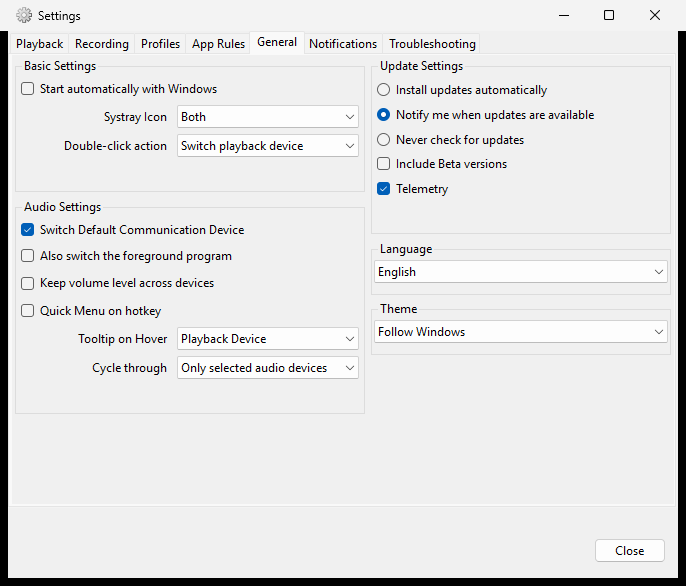 Settings
Playback Recording Profiles App Rules General Notifications Troubleshooting
Basic Settings
Start automatically with Windows
Systray Icon Both
Double-click action Switch playback device
Audio Settings
Switch Default Communication Device
Also switch the foreground program
Keep volume level across devices
Quick Menu on hotkey
Tooltip on Hover Playback Device
Cycle through Only selected audio devices
Update Settings
Install updates automatically
Notify me when updates are available
Never check for updates
Include Beta versions
Telemetry
Language
English
Theme
Follow Windows
Close